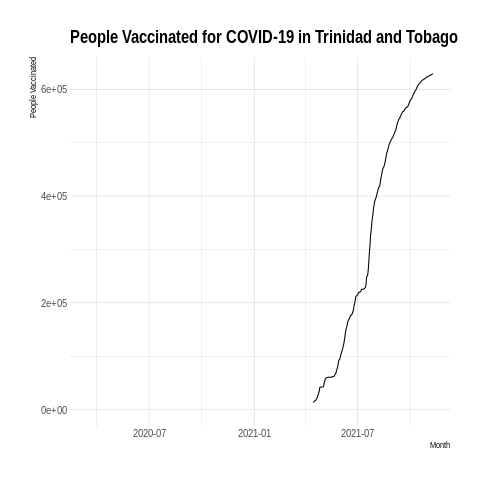 People Vaccinated for COVID-19 in Trinidad and Tobago
People Vaccinated
6e+05
4e+05
2e+05
0e+00
2020-07 2021-01 2021-07
Month